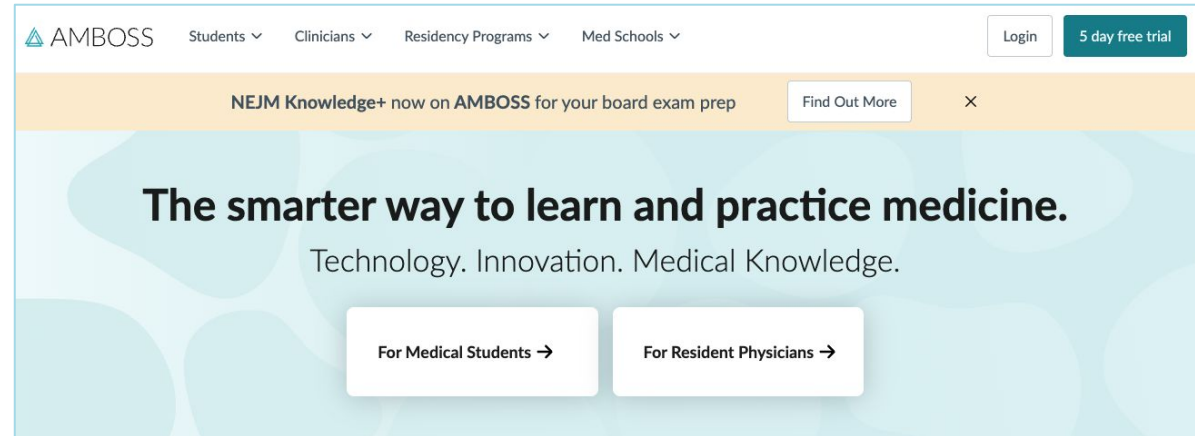 AMBOSS Students Clinicians Residency Programs Med Schools Login 5 day free trial
NEJM Knowledge+ now on AMBOSS for your board exam prep Find Out More
The smarter way to learn and practice medicine.
Technology. Innovation. Medical Knowledge.
For Medical Students → For Resident Physicians →